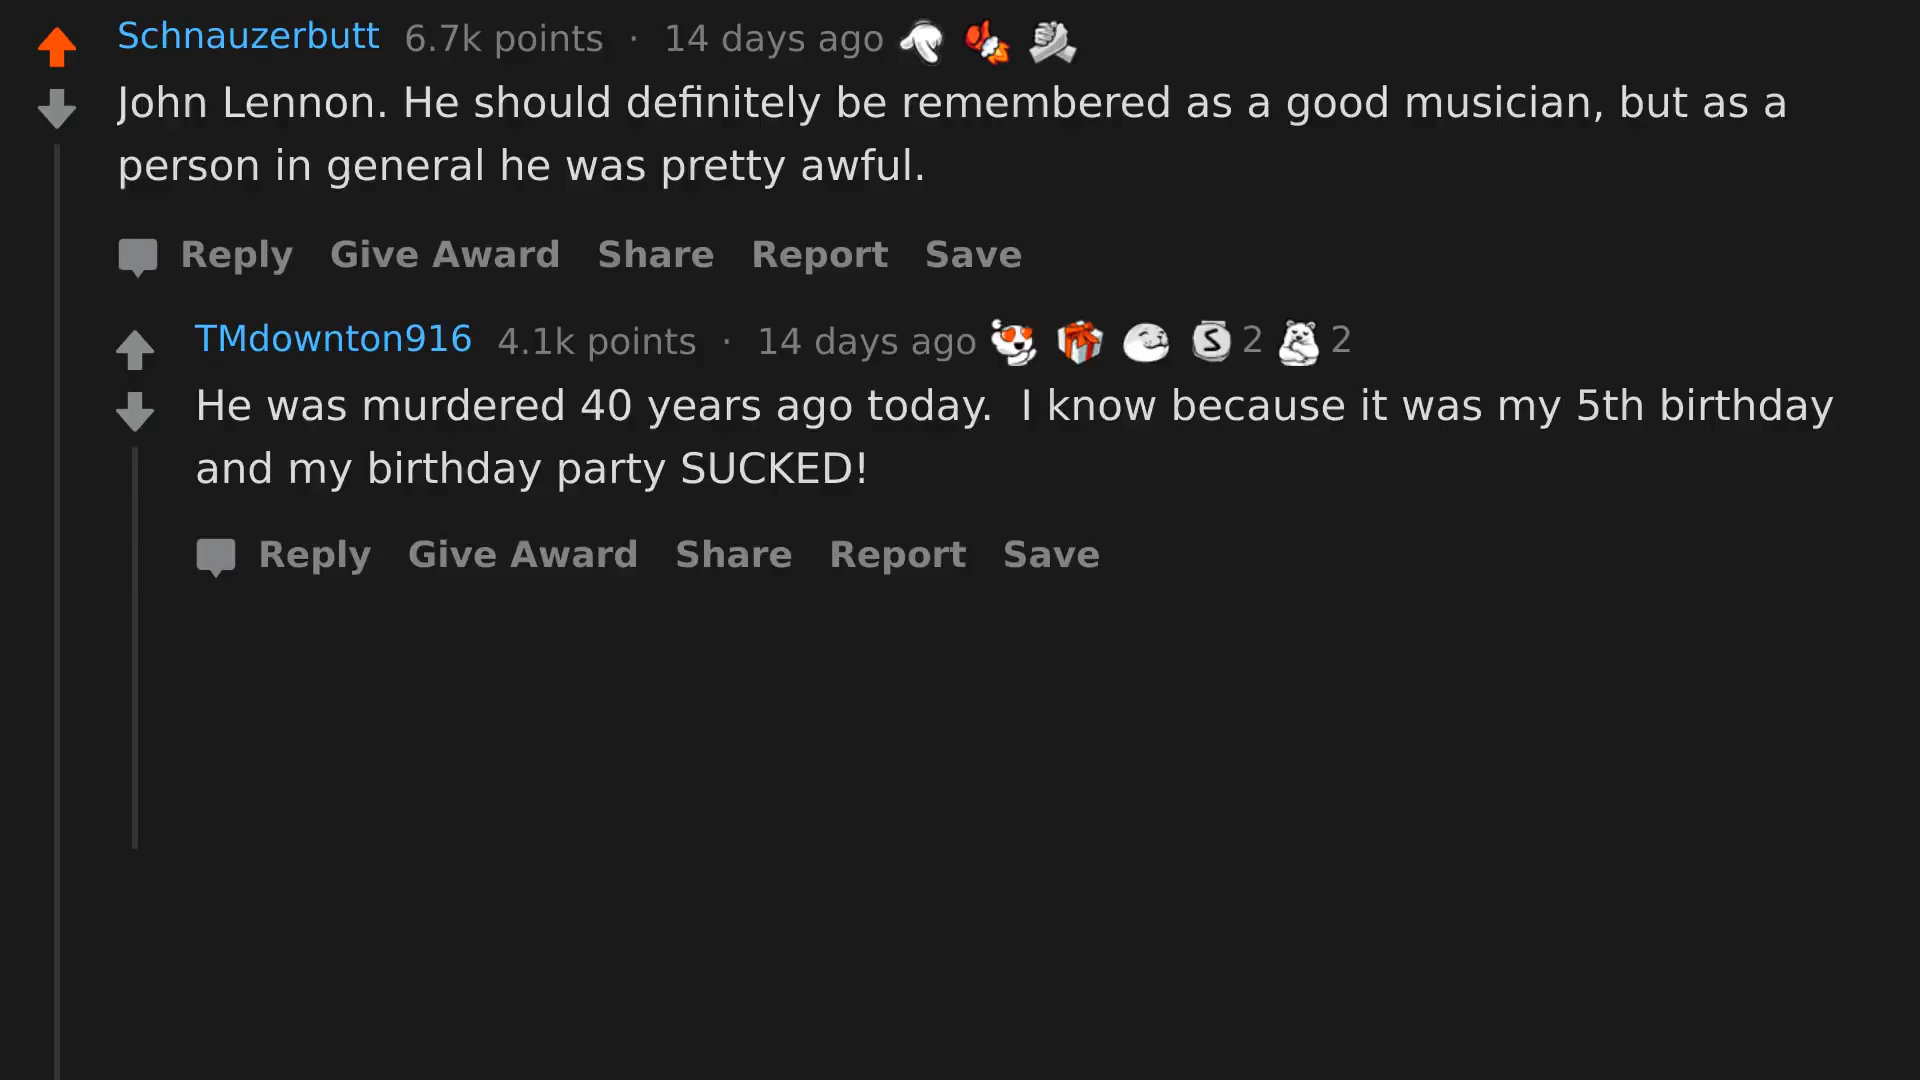 Schnauzerbutt 6.7k points · 14 days ago
John Lennon. He should definitely be remembered as a good musician, but as a
person in general he was pretty awful.
Reply Give Award Share Report Save
TMdownton916 4.1k points · 14 days ago S 2 2
He was murdered 40 years ago today.  I know because it was my 5th birthday
and my birthday party SUCKED!
Reply Give Award Share Report Save